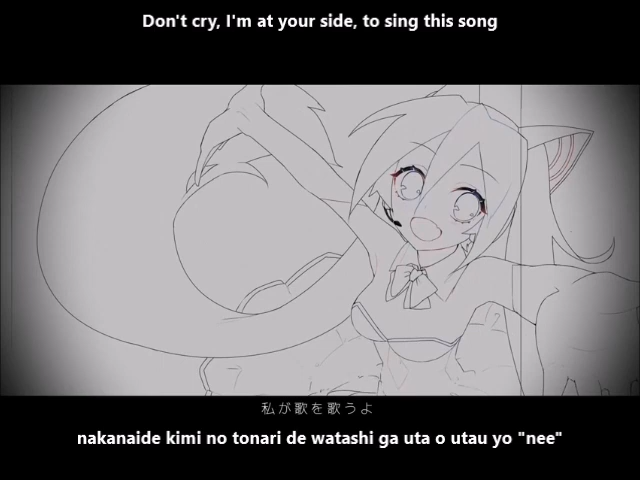 Don't cry, I'm at your side, to sing this song
私が歌を歌うよ
nakanaide kimi no tonari de watashi ga uta o utau yo "nee"